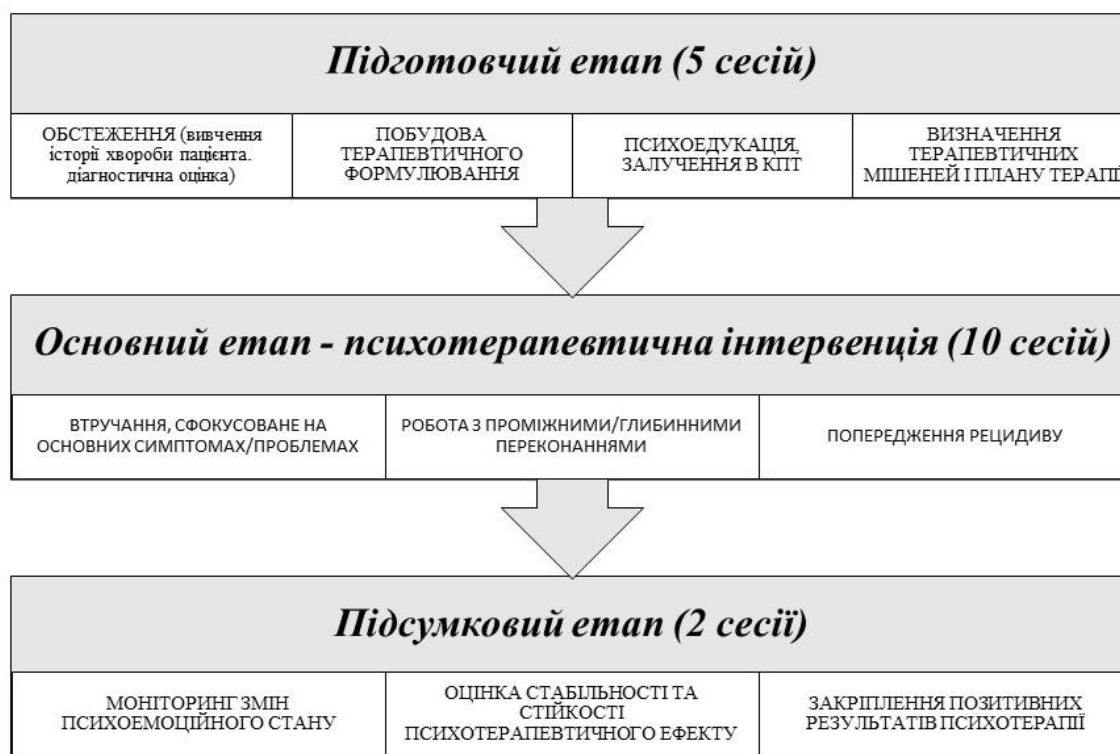 Підготовчий етап (5 сесій)
ОБСТЕЖЕННЯ (вивчення
історії хвороби пацієнта.
діагностична оцінка)
ПОБУДОВА
ТЕРАПЕВТИЧНОГО
ФОРМУЛЮВАННЯ
ПСИХОЕДУКАЦІЯ,
ЗАЛУЧЕННЯ В КПТ
ВИЗНАЧЕННЯ
ТЕРАПЕВТИЧНИХ
МІШЕНЕЙ І ПЛАНУ ТЕРАПІЇ
Основний етап - психотерапевтична інтервенція (10 сесій)
ВТРУЧАННЯ, СФОКУСОВАНЕ НА
ОСНОВНИХ СИМПТОМАХ/ПРОБЛЕМАХ
РОБОТА З ПРОМІЖНИМИ/ГЛИБИННИМИ
ПЕРЕКОНАННЯМИ
ПОПЕРЕДЖЕННЯ РЕЦИДИВУ
Підсумковий етап (2 сесії)
МОНІТОРИНГ ЗМІН
ПСИХОЕМОЦІЙНОГО СТАНУ
ОЦІНКА СТАБІЛЬНОСТІ ТА
СТІЙКОСТІ
ПСИХОТЕРАПЕВТИЧНОГО ЕФЕКТУ
ЗАКРІПЛЕННЯ ПОЗИТИВНИХ
РЕЗУЛЬТАТІВ ПСИХОТЕРАПІЇ